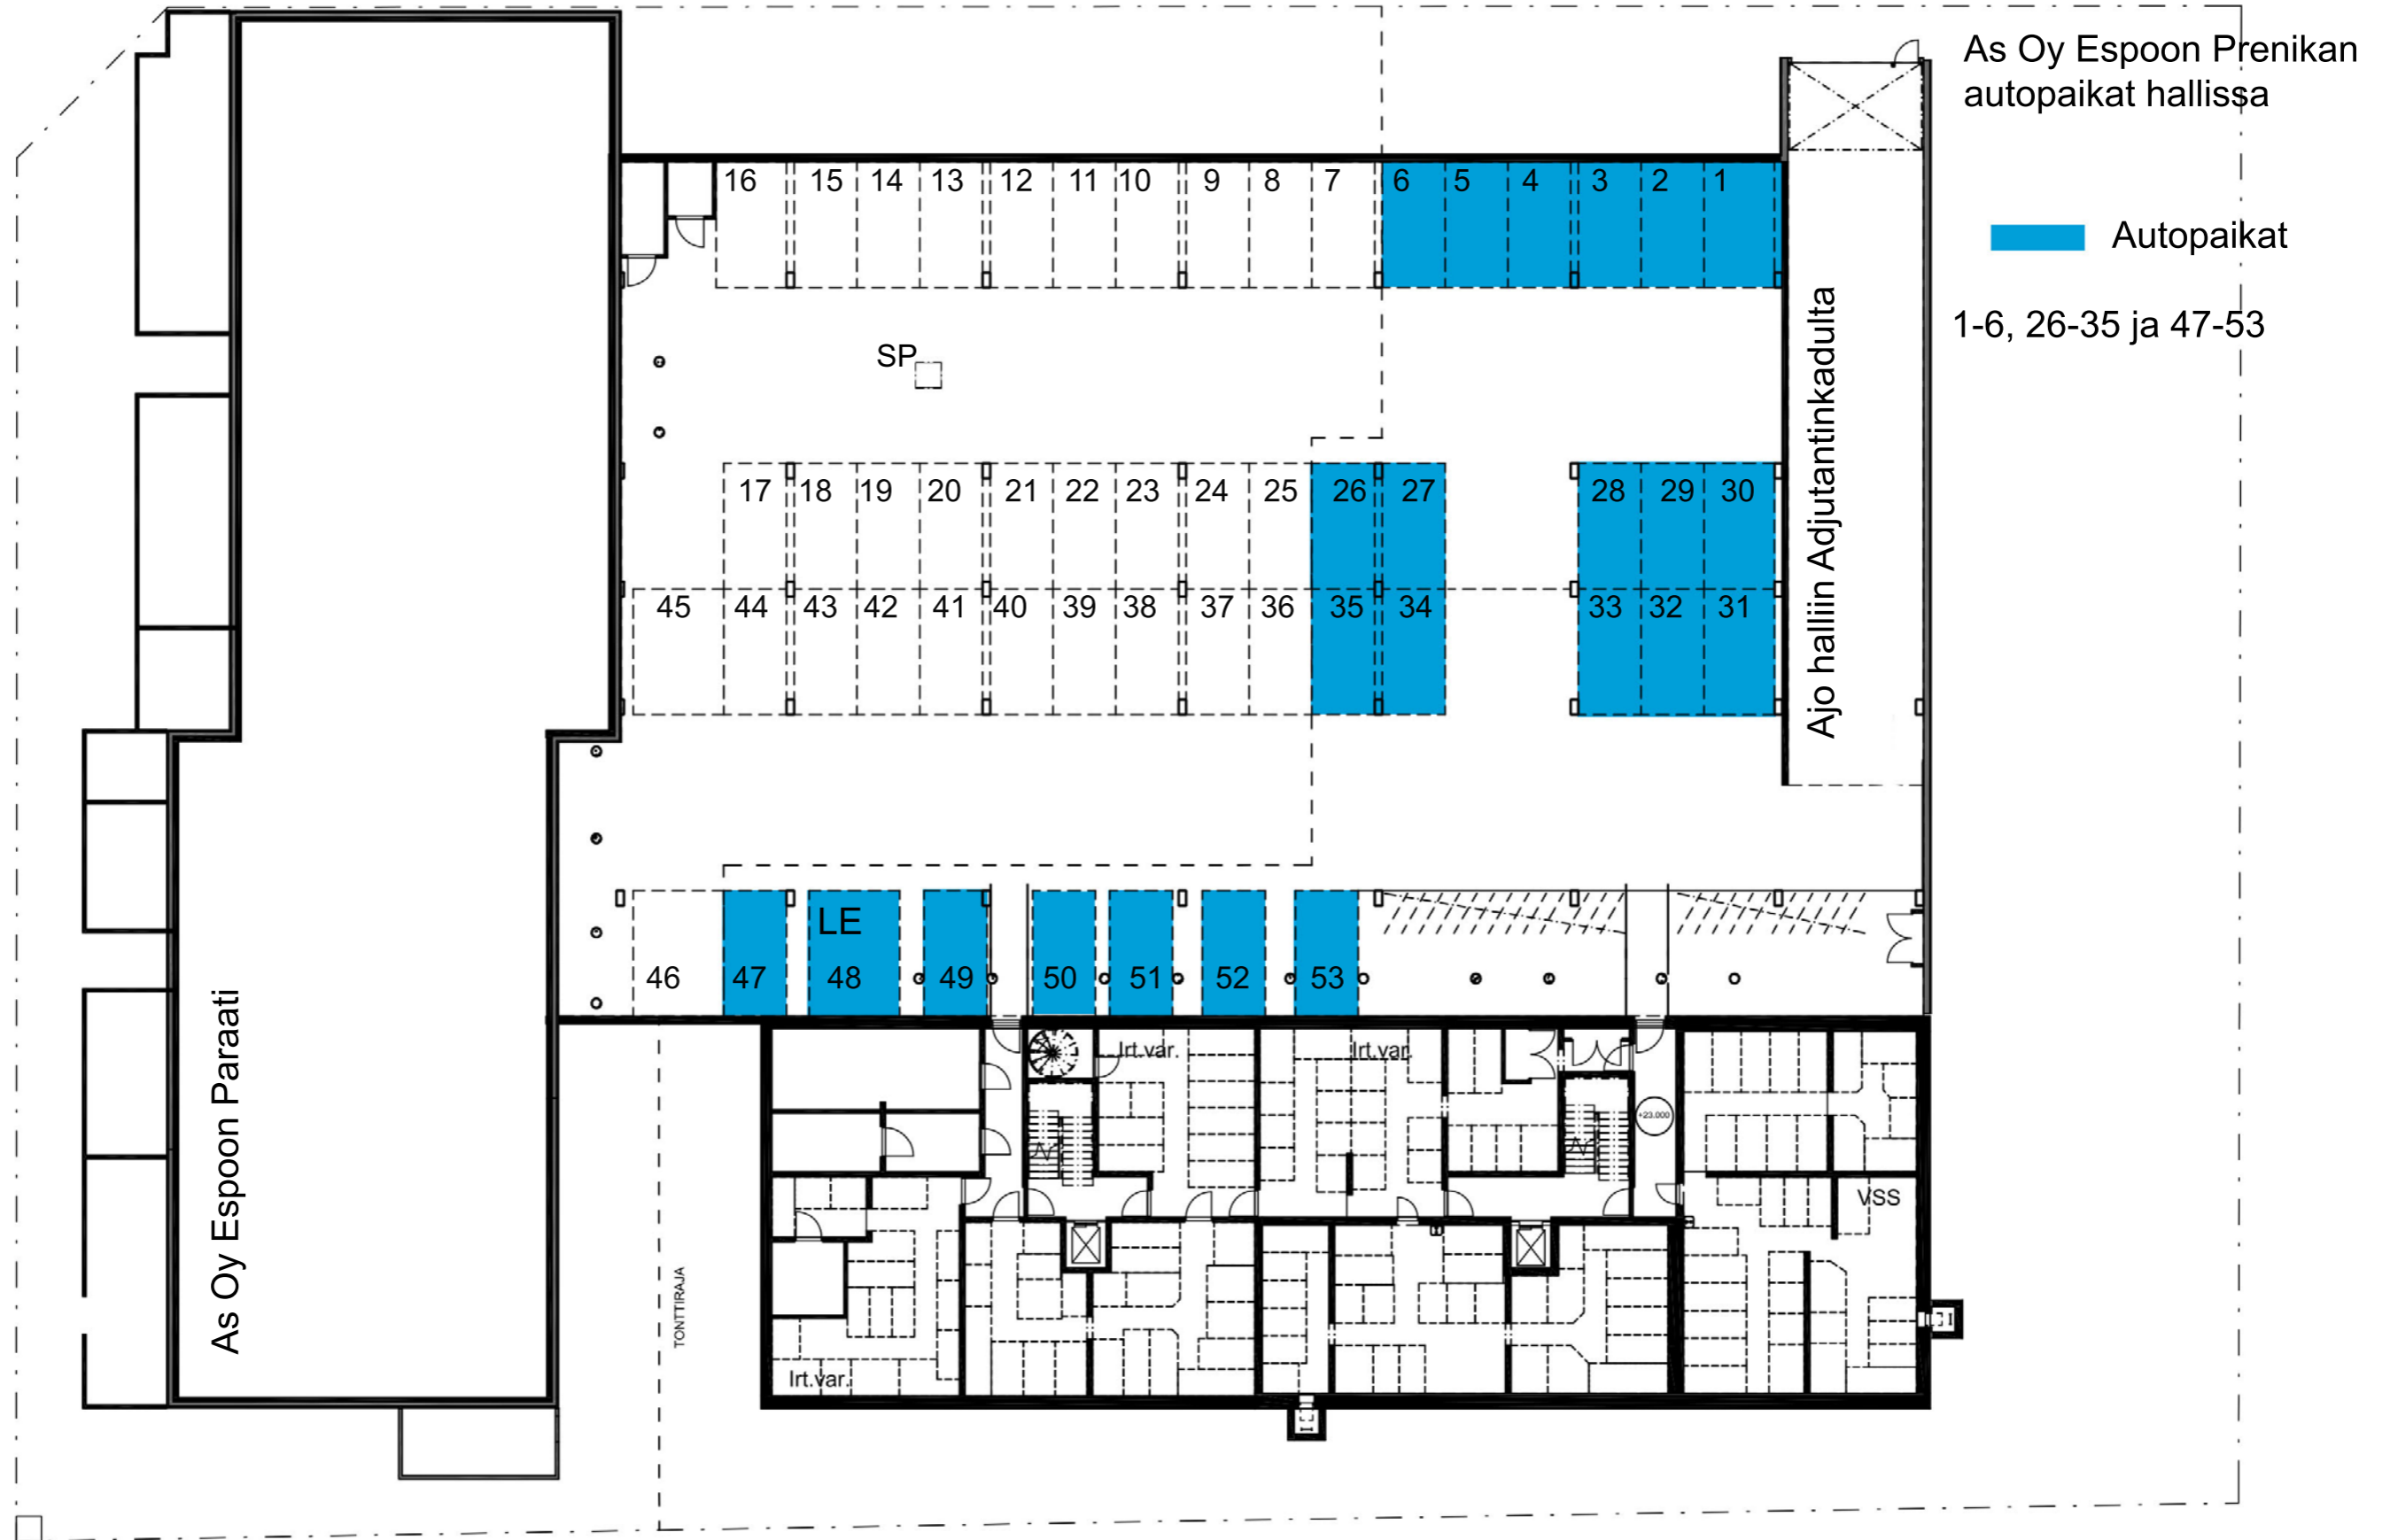 As Oy Espoon Prenikan
autopaikat hallissa
Autopaikat
1-6, 26-35 ja 47-53
16 15 14 13 12 11 10 9 8 7 6 5 4 3 2 1
SP
Ajo halliin Adjutantinkadulta
17 18 19 20 21 22 23 24 25 26 27 28 29 30
45 44 43 42 41 40 39 38 37 36 35 34 33 32 31
LE
46 47 48 49 50 51 52 53
As Oy Espoon Paraati
Irt.var.
Irt.var.
+23.000
VSS
TONTTIRAJA
Irt.var.